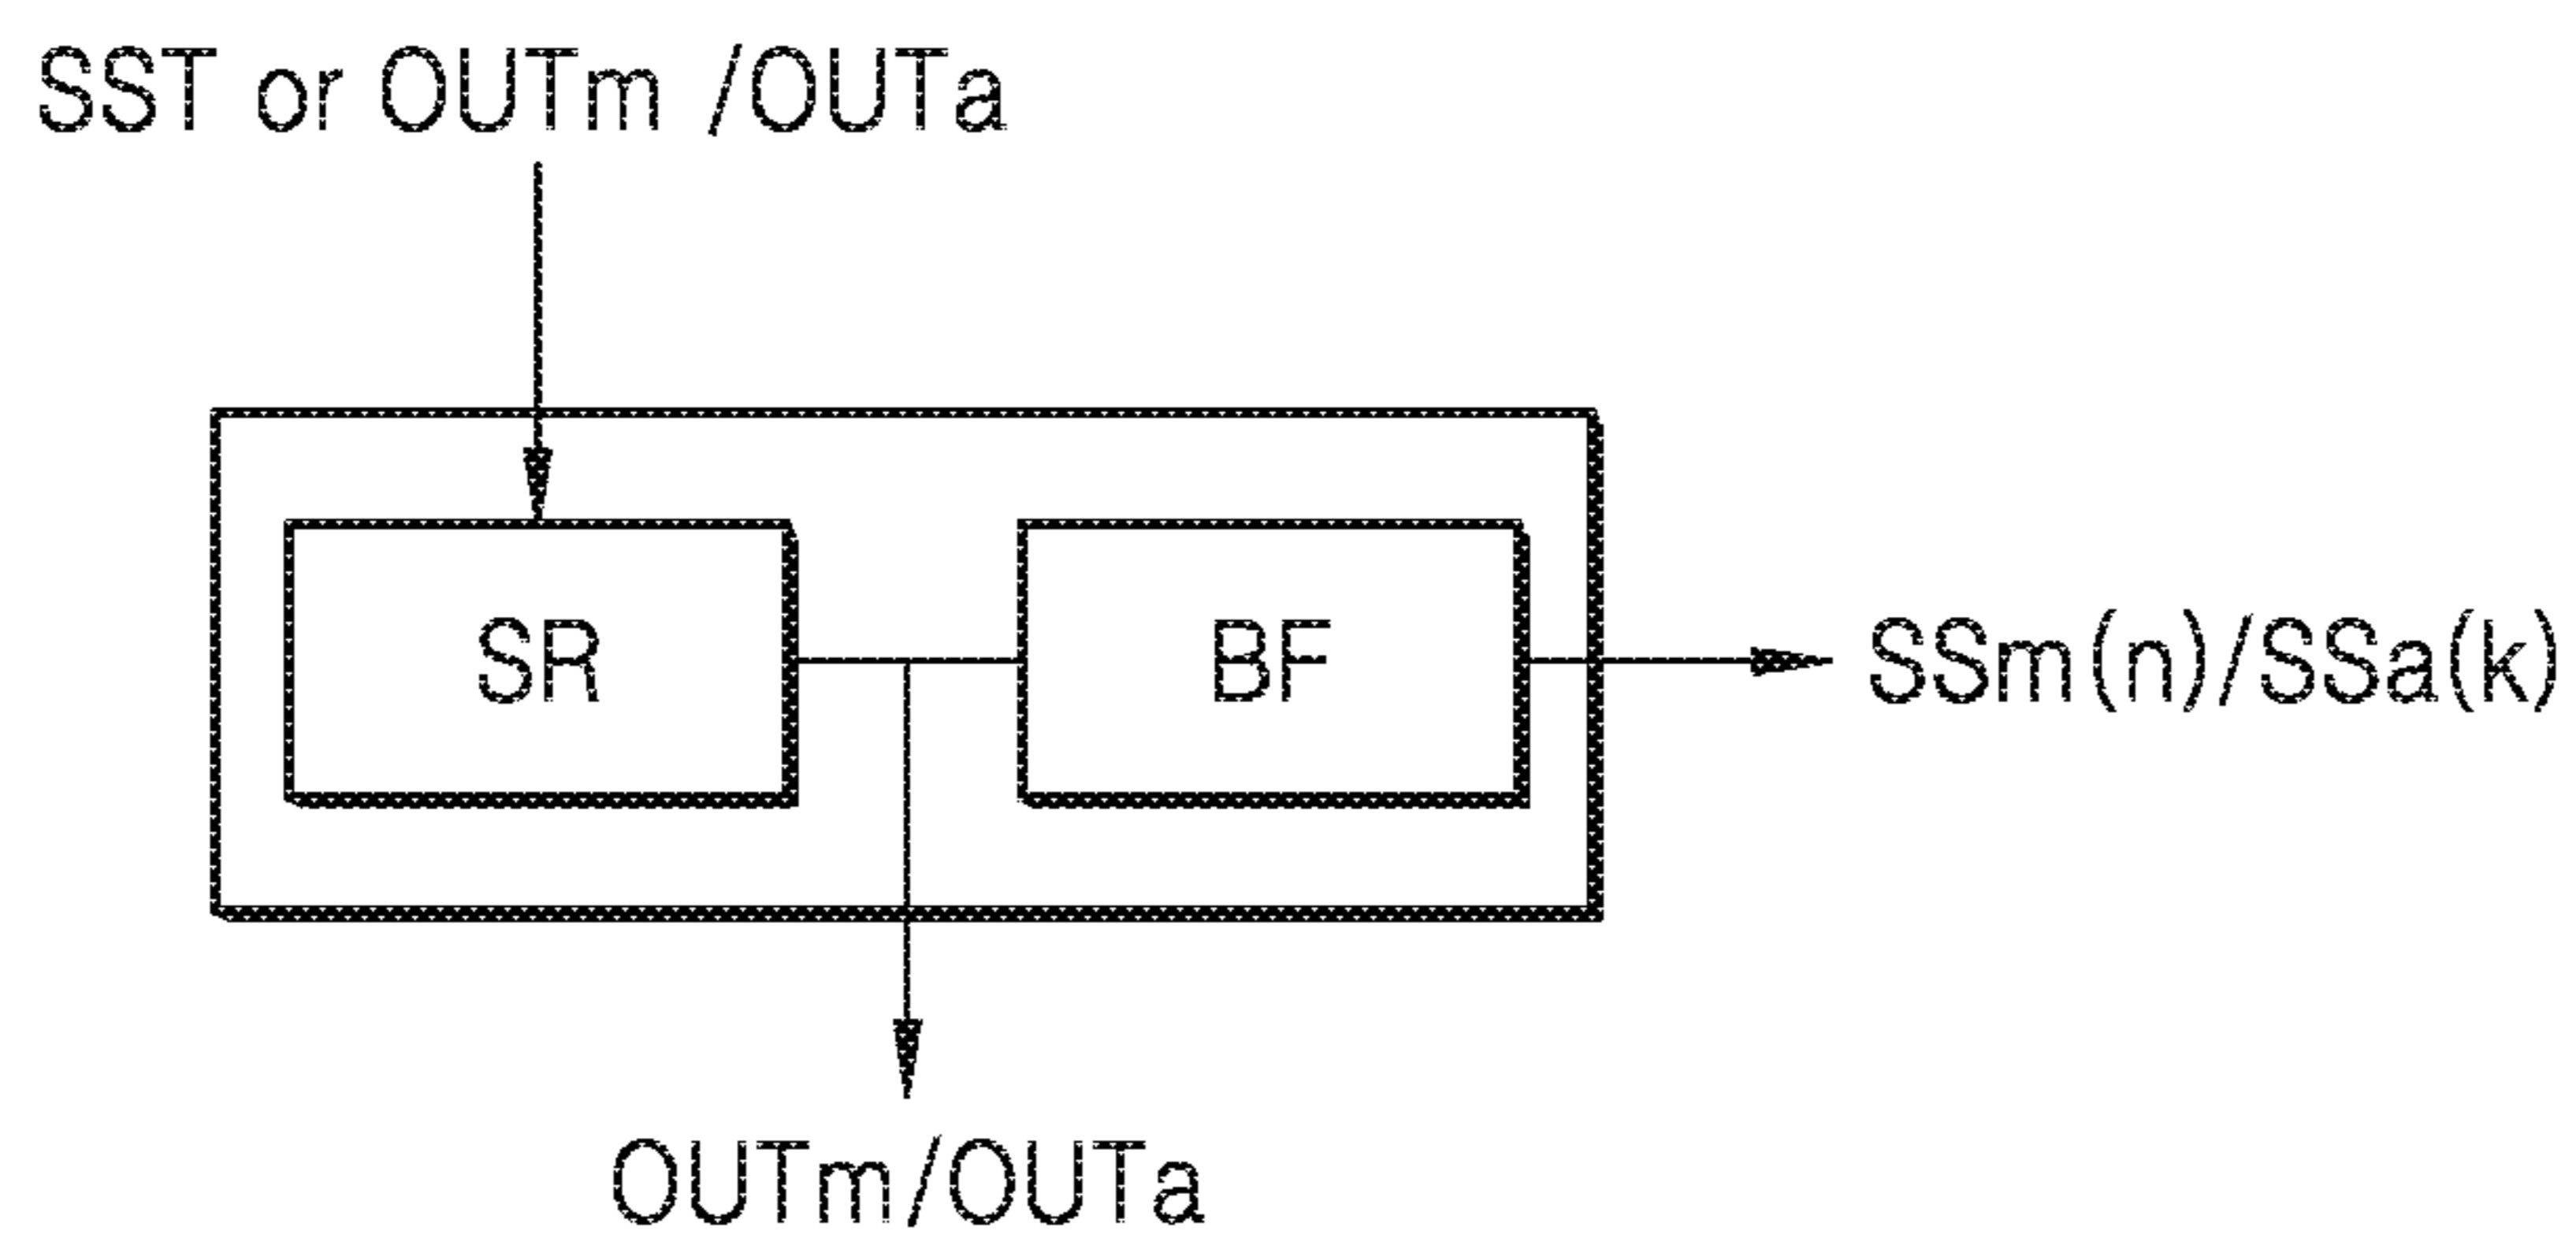 SST or OUTm /OUTa
SR
BF
SSm(n)/SSa(k)
OUTm/OUTa